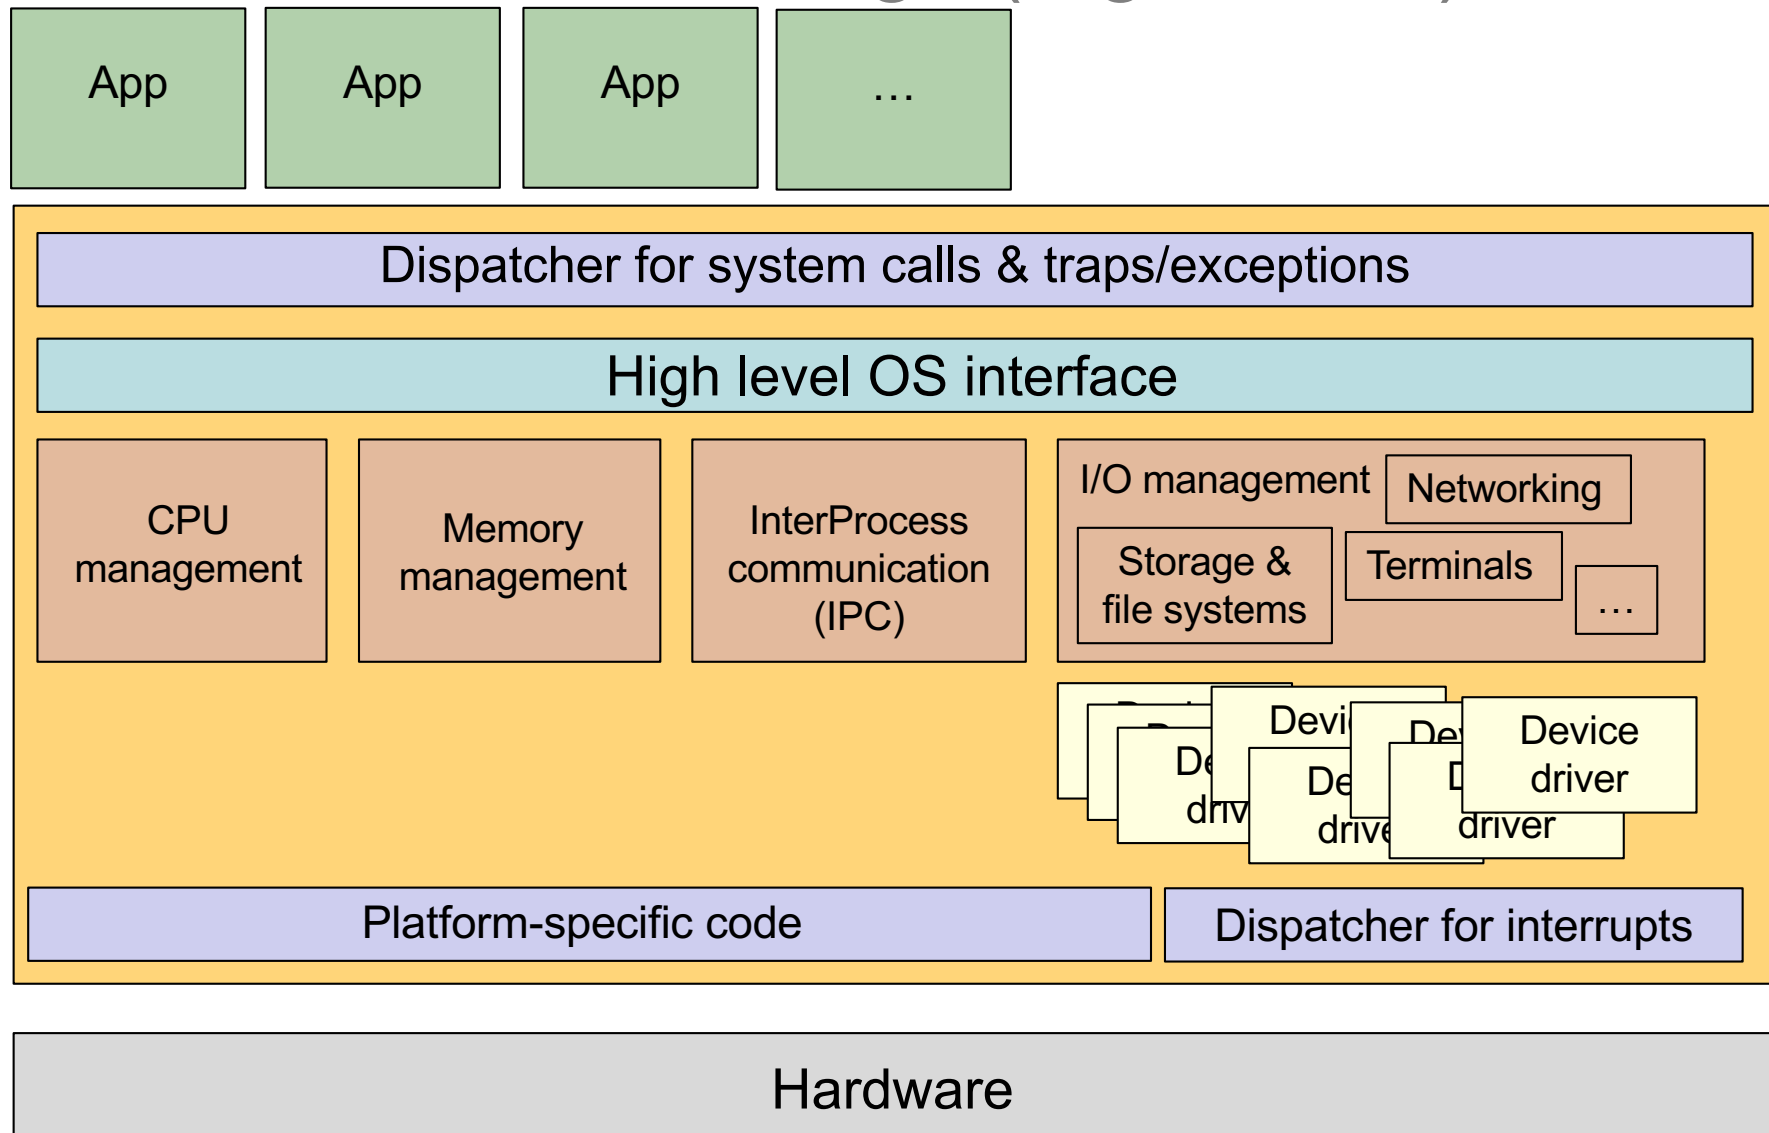 App
App
App
…
Dispatcher for system calls & traps/exceptions
High level OS interface
CPU
management
Memory
management
InterProcess
communication
(IPC)
I/O management
Networking
Storage &
file systems
Terminals
…
Device
driver
driver
Platform-specific code
Dispatcher for interrupts
Hardware